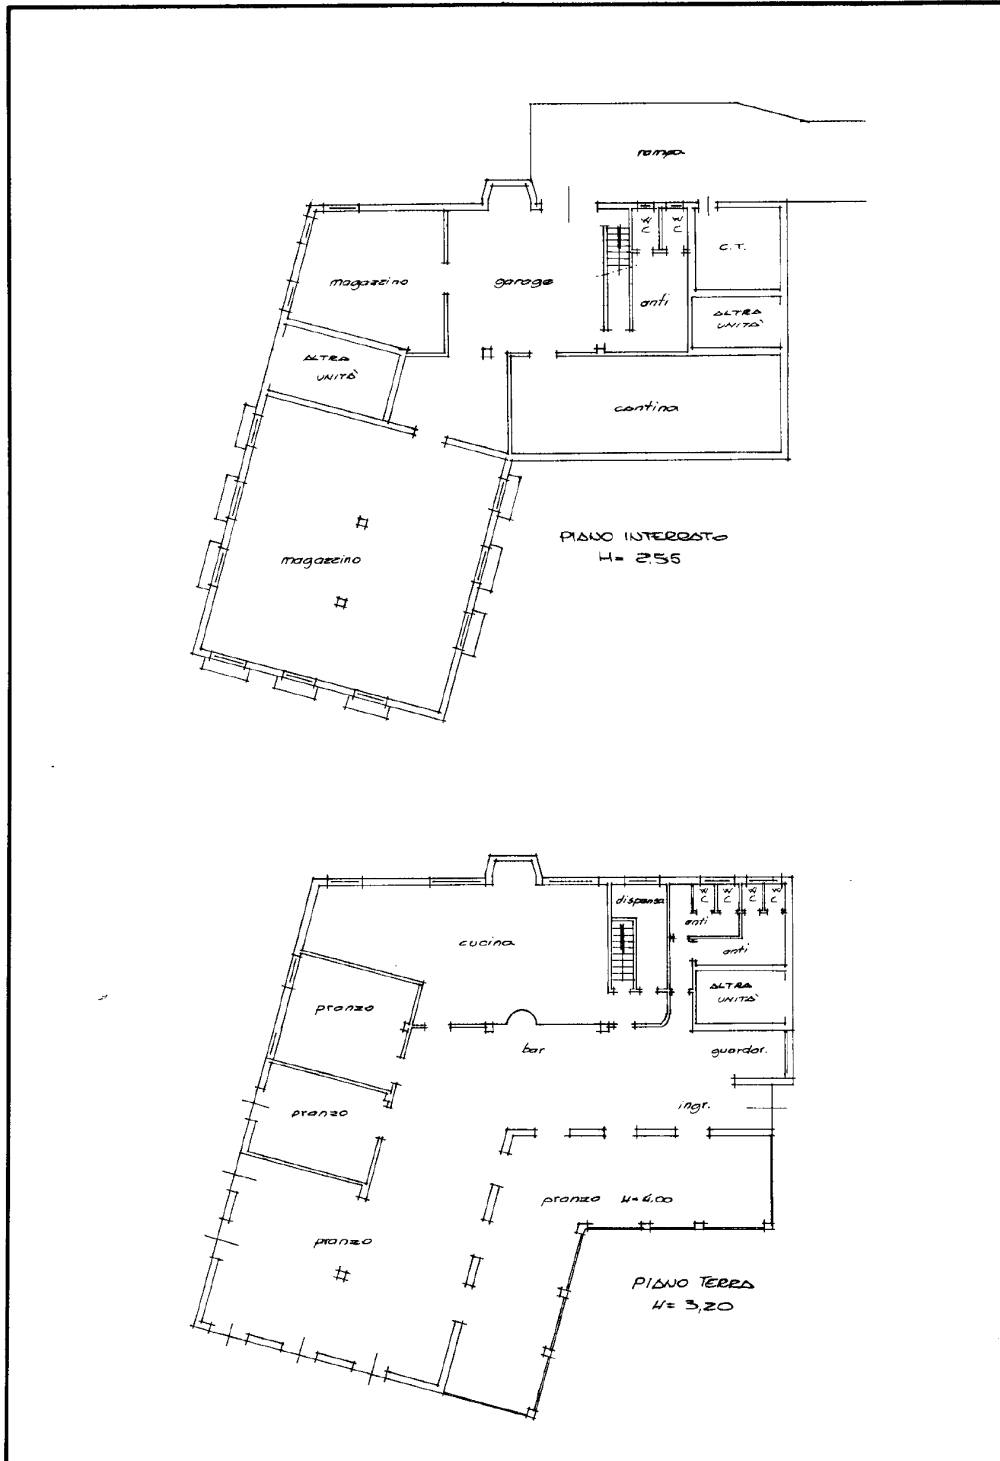 rampa
W
C
W
C
C.T.
magazzino
garage
anti
ALTRA
UNITÀ
ALTRA
UNITÀ
cantina
PIANO INTERRATO
H= 2,55
magazzino
dispensa
W
C
W
C
W
C
W
C
anti
cucina
anti
ALTRA
UNITÀ
pranzo
bar
guardar.
pranzo
ingr.
pranzo H=4,00
pranzo
PIANO TERRA
H= 3,20